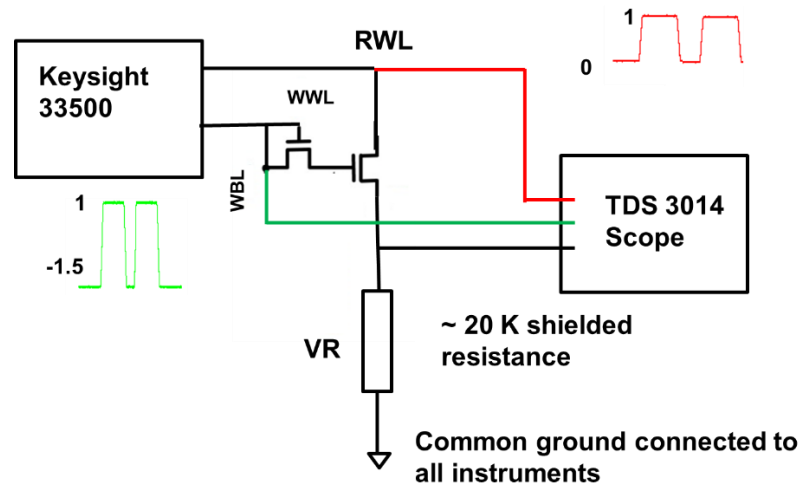 RWL
1
0
Keysight
33500
WWL
WBL
TDS 3014
Scope
1
-1.5
VR
~ 20 K shielded
resistance
Common ground connected to
all instruments